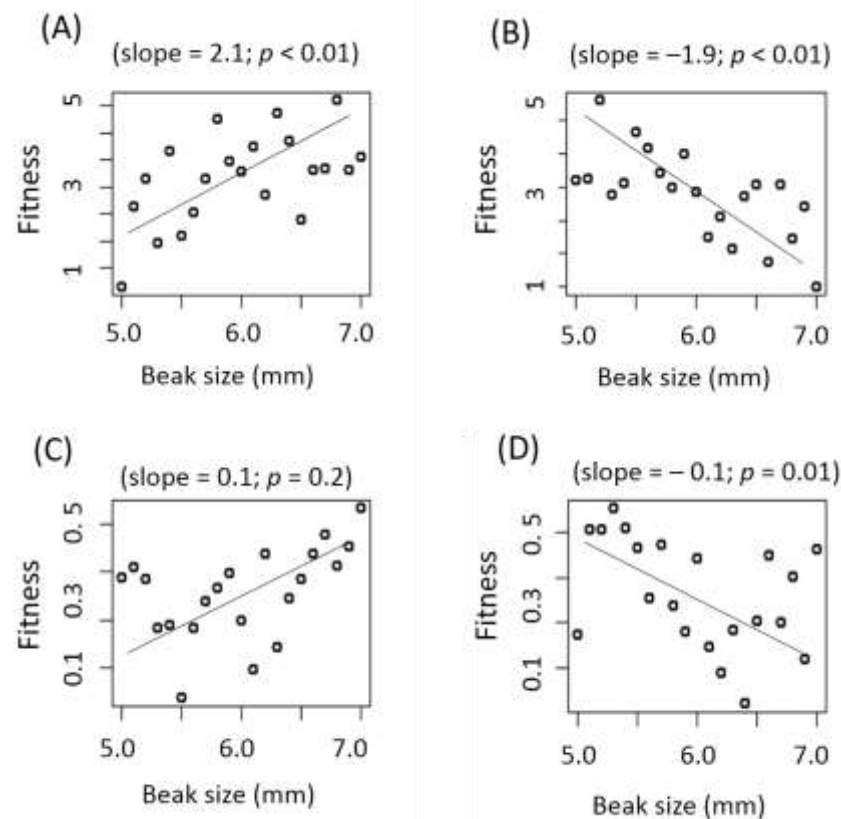 (A)
(slope = 2.1; p < 0.01)
Fitness
5
3
1
5.0 6.0 7.0
Beak size (mm)
(B)
(slope = –1.9; p < 0.01)
Fitness
5
3
1
5.0 6.0 7.0
Beak size (mm)
(C)
(slope = 0.1; p = 0.2)
Fitness
0.5
0.3
0.1
5.0 6.0 7.0
Beak size (mm)
(D)
(slope = – 0.1; p = 0.01)
Fitness
0.5
0.3
0.1
5.0 6.0 7.0
Beak size (mm)